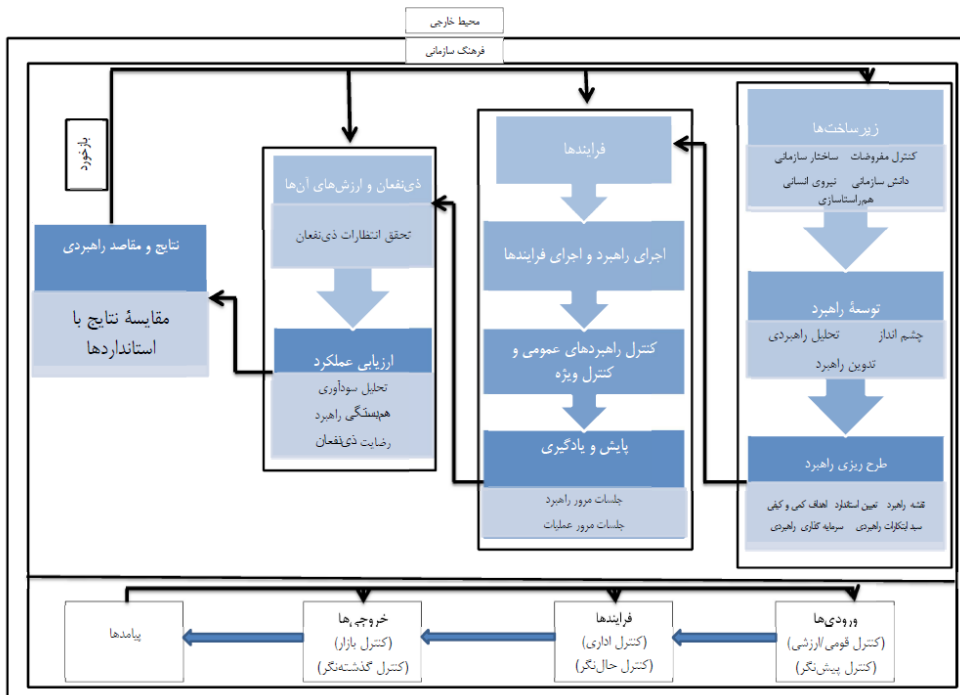 محیط خارجی
فرهنگ سازمانی
زیرساخت‌ها
کنترل مفروضات ساختار سازمانی
دانش سازمانی نیروی انسانی
هم‌راستاسازی
توسعۀ راهبرد
چشم انداز تحلیل راهبردی
تدوین راهبرد
طرح ریزی راهبرد
نقشه راهبرد تعیین استاندارد اهداف کمی و کیفی
سبد ابتکارات راهبردی سرمایه گذاری راهبردی
فرایندها
اجرای راهبرد و اجرای فرایندها
کنترل راهبردهای عمومی و
کنترل ویژه
پایش و یادگیری
جلسات مرور راهبرد
جلسات مرور عملیات
ذی‌نفعان و ارزش‌های آن‌ها
تحقق انتظارات ذی‌نفعان
ارزیابی عملکرد
تحلیل سودآوری
هم‌بستگی راهبرد
رضایت ذی‌نفعان
بازخورد
نتایج و مقاصد راهبردی
مقایسۀ نتایج با
استانداردها
ورودی‌ها
(کنترل قومی/ارزشی)
(کنترل پیش‌نگر)
فرایندها
(کنترل اداری)
(کنترل حال‌نگر)
خروجی‌ها
(کنترل بازار)
(کنترل گذشته‌نگر)
پیامدها